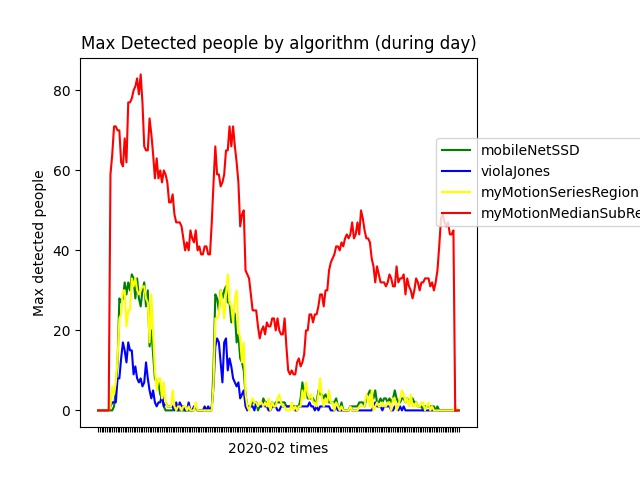 Max Detected people by algorithm (during day)
80
60
40
20
0
Max detected people
2020-02 times
mobileNetSSD
violaJones
myMotionSeriesRegion
myMotionMedianSubRe